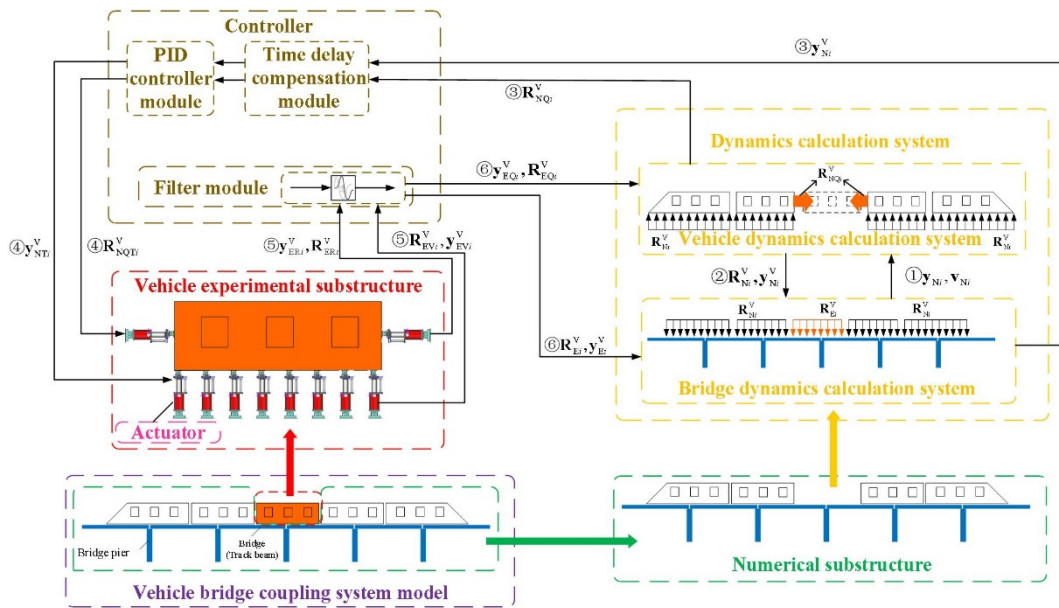 Controller
PID
controller
module
Time delay
compensation
module
③y^V_Ni
③R^V_NQi
Filter module
⑥y^V_EQi, R^V_EQi
④y^V_NTi
④R^V_NQTi
⑤y^V_ERi, R^V_ERi
⑤R^V_EVi, y^V_EVi
Dynamics calculation system
R^V_NQi
R^V_Ni
R^V_Ni
Vehicle dynamics calculation system
②R^V_Ni, y^V_Ni
①y_Ni, v_Ni
Vehicle experimental substructure
R^V_Ni
R^V_Ei
R^V_Ni
⑥R^V_Ei, y^V_Ei
Bridge dynamics calculation system
Actuator
Bridge pier
Bridge
(Track beam)
Vehicle bridge coupling system model
Numerical substructure